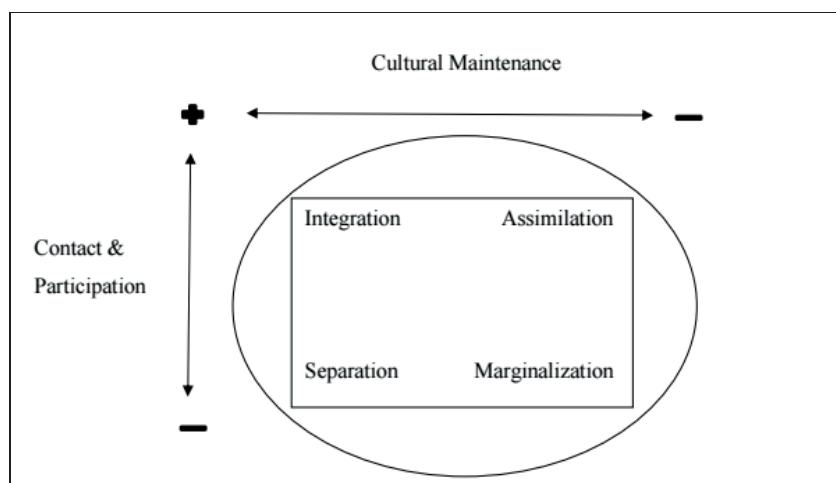 Cultural Maintenance
+
-
Integration Assimilation
Contact &
Participation
Separation Marginalization
-